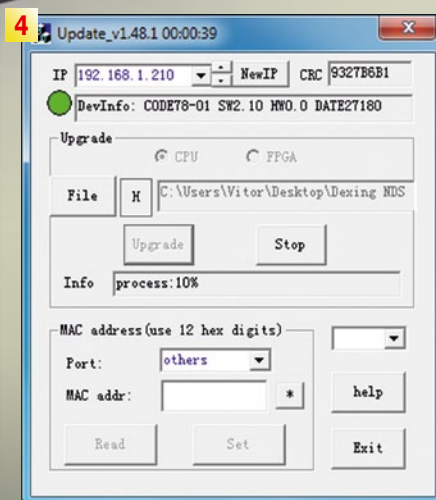 4
Update_v1.48.1 00:00:39
IP 192.168.1.210 NewIP CRC 9327B6B1
DevInfo: CODE78-01 SW2.10 HW0.0 DATE27180
Upgrade
CPU FPGA
File H C:\Users\Vitor\Desktop\Dexing NDS
Upgrade Stop
Info process:10%
MAC address(use 12 hex digits)
Port: others
MAC addr: * help
Read Set Exit